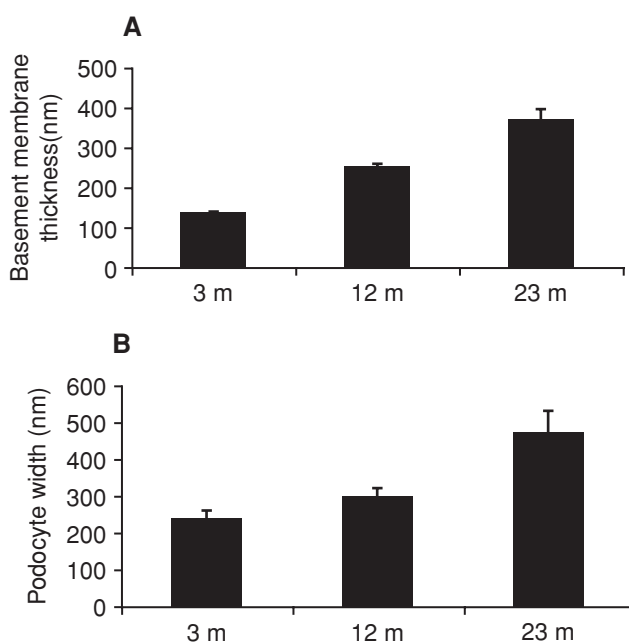 A
Basement membrane
thickness(nm)
500
400
300
200
100
0
3 m 12 m 23 m
B
Podocyte width (nm)
600
500
400
300
200
100
0
3 m 12 m 23 m